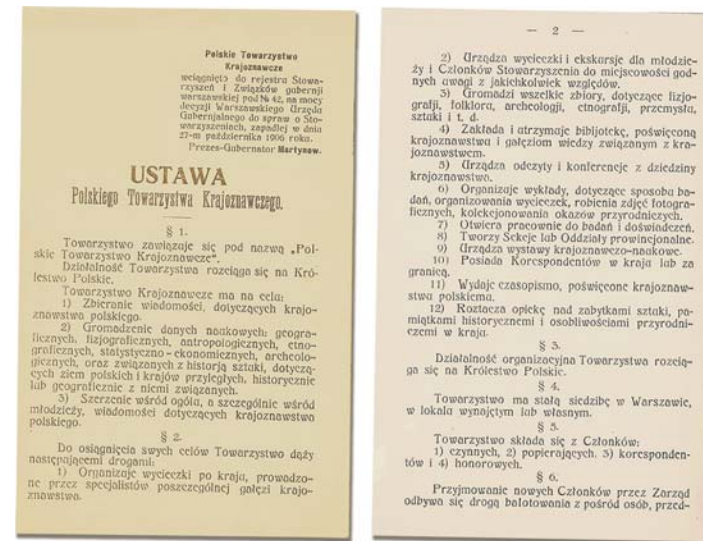 Polskie Towarzystwo
Krajoznawcze
wciągnięto do rejestru Stowa-
rzyszeń i Związków gubernji
warszawskiej pod № 42, na mocy
decyzji Warszawskiego Urzędu
Gubernjalnego do spraw o Sto-
warzyszeniach, zapadłej w dniu
27-m października 1906 roku.
Prezes-Gubernator Martynow.
USTAWA
Polskiego Towarzystwa Krajoznawczego.
§ 1.
Towarzystwo zawiązuje się pod nazwą „Pol-
skie Towarzystwo Krajoznawcze“.
Działalność Towarzystwa rozciąga się na Kró-
lestwo Polskie.
Towarzystwo Krajoznawcze ma na celu:
1) Zbieranie wiadomości, dotyczących krajo-
znawstwa polskiego.
2) Gromadzenie danych naukowych: geogra-
ficznych, fizjograficznych, antropologicznych, etno-
graficznych, statystyczno-ekonomicznych, archeolo-
gicznych, oraz związanych z historją sztuki, dotyczą-
cych ziem polskich i krajów przyległych, historycznie
lub geograficznie z niemi związanych.
3) Szerzenie wśród ogółu, a szczególnie wśród
młodzieży, wiadomości dotyczących krajoznawstwa
polskiego.
§ 2.
Do osiągnięcia swych celów Towarzystwo dąży
następującemi drogami:
1) Organizuje wycieczki po kraju, prowadzo-
ne przez specjalistów poszczególnej gałęzi krajo-
znawstwa.
— 2 —
2) Urządza wycieczki i ekskursje dla młodzie-
ży i Członków Stowarzyszenia do miejscowości god-
nych uwagi z jakichkolwiek względów.
3) Gromadzi wszelkie zbiory, dotyczące fizjo-
grafji, folkloru, archeologji, etnografji, przemysłu,
sztuki i t. d.
4) Zakłada i utrzymuje bibljotekę, poświęconą
krajoznawstwu i gałęziom wiedzy związanym z kra-
joznawstwem.
5) Urządza odczyty i konferencje z dziedziny
krajoznawstwa.
6) Organizuje wykłady, dotyczące sposobu ba-
dań, organizowania wycieczek, robienia zdjęć fotogra-
ficznych, kolekcjonowania okazów przyrodniczych.
7) Otwiera pracownie do badań i doświadczeń.
8) Tworzy Sekcje lub Oddziały prowincjonalne.
9) Urządza wystawy krajoznawczo-naukowe.
10) Posiada Korespondentów w kraju lub za
granicą.
11) Wydaje czasopismo, poświęcone krajoznaw-
stwu polskiemu.
12) Roztacza opiekę nad zabytkami sztuki, pa-
miątkami historycznemi i osobliwościami przyrodni-
czemi w kraju.
§ 3.
Działalność organizacyjna Towarzystwa rozcią-
ga się na Królestwo Polskie.
§ 4.
Towarzystwo ma stałą siedzibę w Warszawie,
w lokalu wynajętym lub własnym.
§ 5.
Towarzystwo składa się z Członków:
1) czynnych, 2) popierających, 3) koresponden-
tów i 4) honorowych.
§ 6.
Przyjmowanie nowych Członków przez Zarząd
odbywa się drogą balotowania z pośród osób, przed-